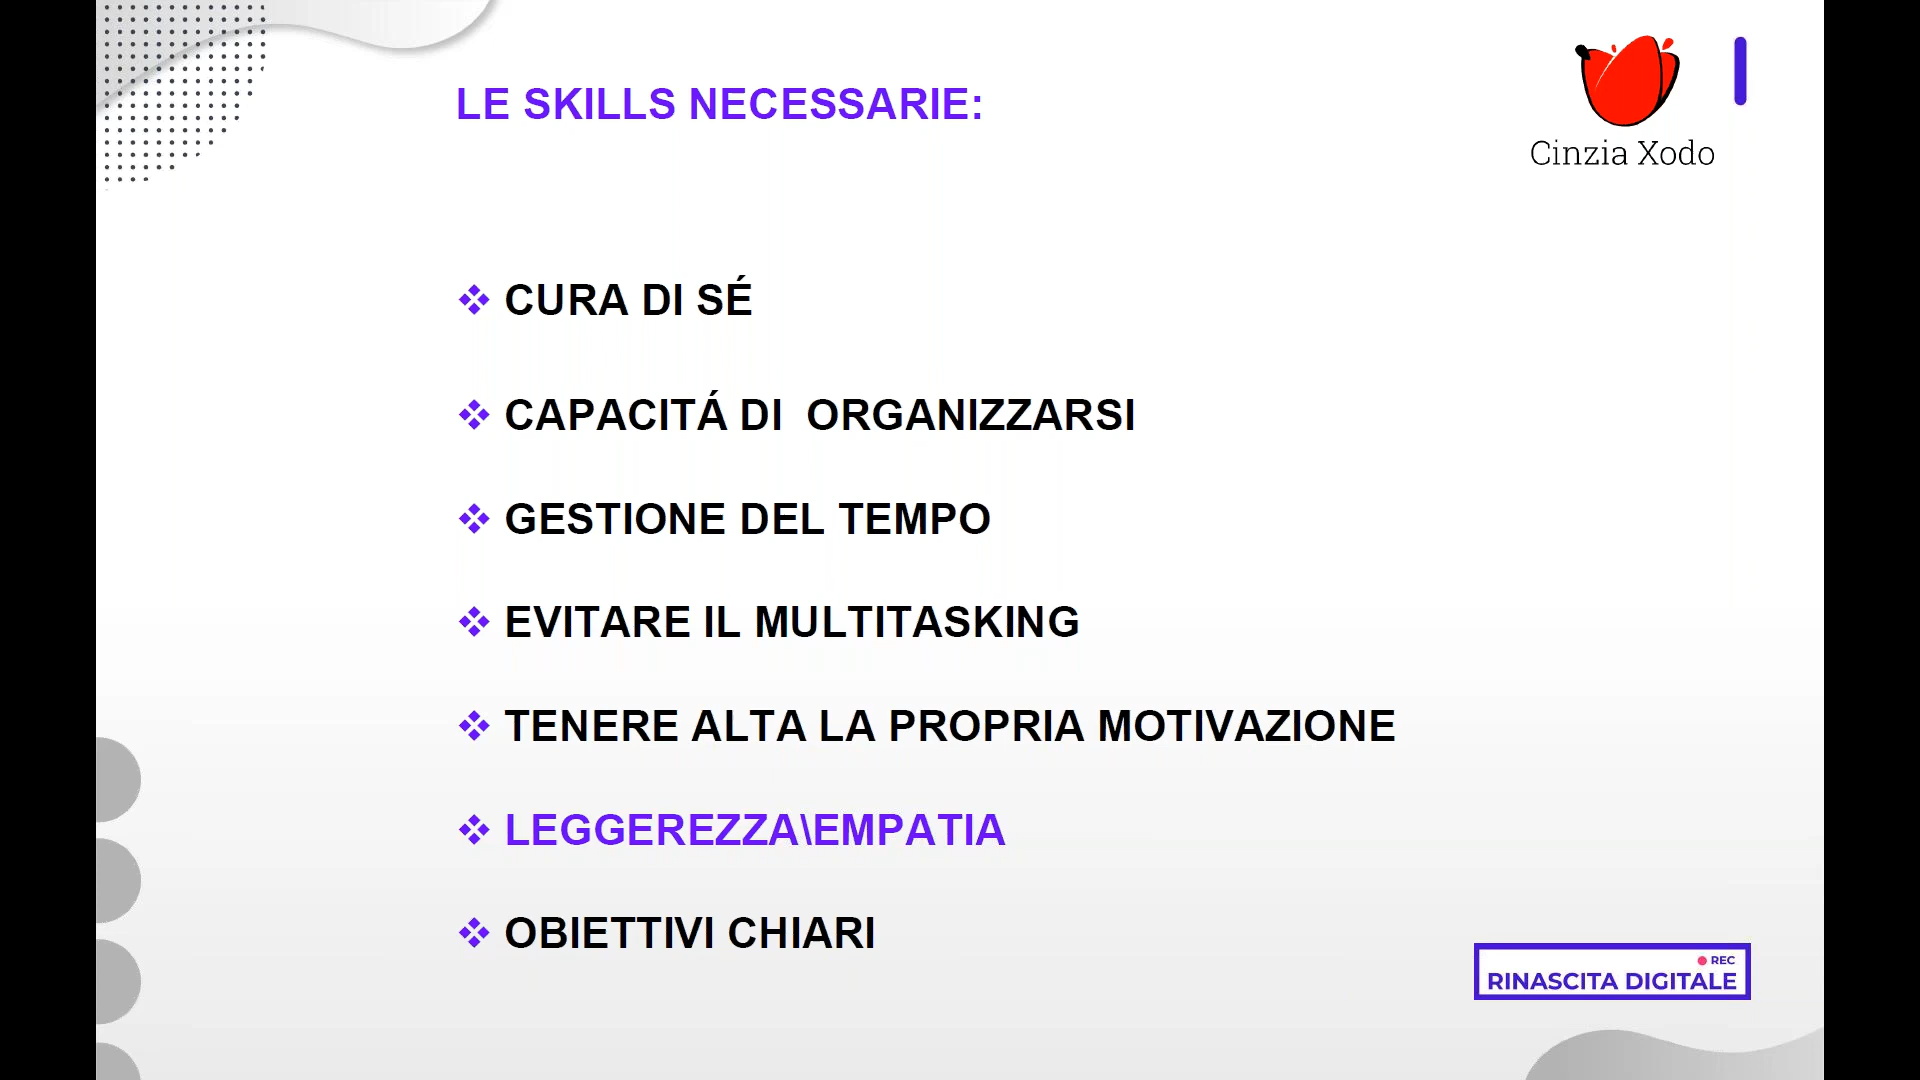 LE SKILLS NECESSARIE:
Cinzia Xodo
CURA DI SÉ
CAPACITÁ DI  ORGANIZZARSI
GESTIONE DEL TEMPO
EVITARE IL MULTITASKING
TENERE ALTA LA PROPRIA MOTIVAZIONE
LEGGEREZZA\EMPATIA
OBIETTIVI CHIARI
REC
RINASCITA DIGITALE